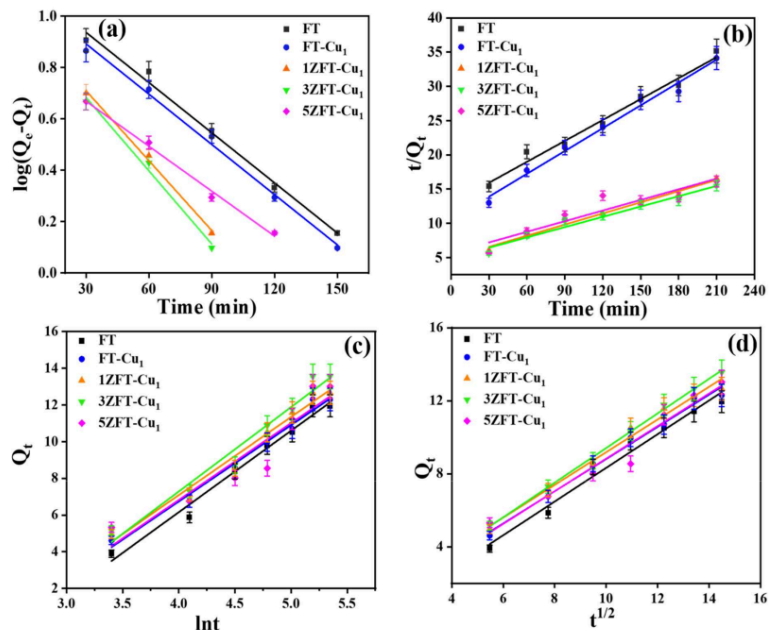 (a)
FT
FT-Cu₁
1ZFT-Cu₁
3ZFT-Cu₁
5ZFT-Cu₁
log(Qₑ-Qₜ)
1.0
0.8
0.6
0.4
0.2
0.0
30 60 90 120 150
Time (min)
(b)
FT
FT-Cu₁
1ZFT-Cu₁
3ZFT-Cu₁
5ZFT-Cu₁
t/Qₜ
40
35
30
25
20
15
10
5
0 30 60 90 120 150 180 210 240
Time (min)
(c)
FT
FT-Cu₁
1ZFT-Cu₁
3ZFT-Cu₁
5ZFT-Cu₁
Qₜ
16
14
12
10
8
6
4
2
3.0 3.5 4.0 4.5 5.0 5.5
lnt
(d)
FT
FT-Cu₁
1ZFT-Cu₁
3ZFT-Cu₁
5ZFT-Cu₁
Qₜ
16
12
8
4
4 6 8 10 12 14 16
t¹/²